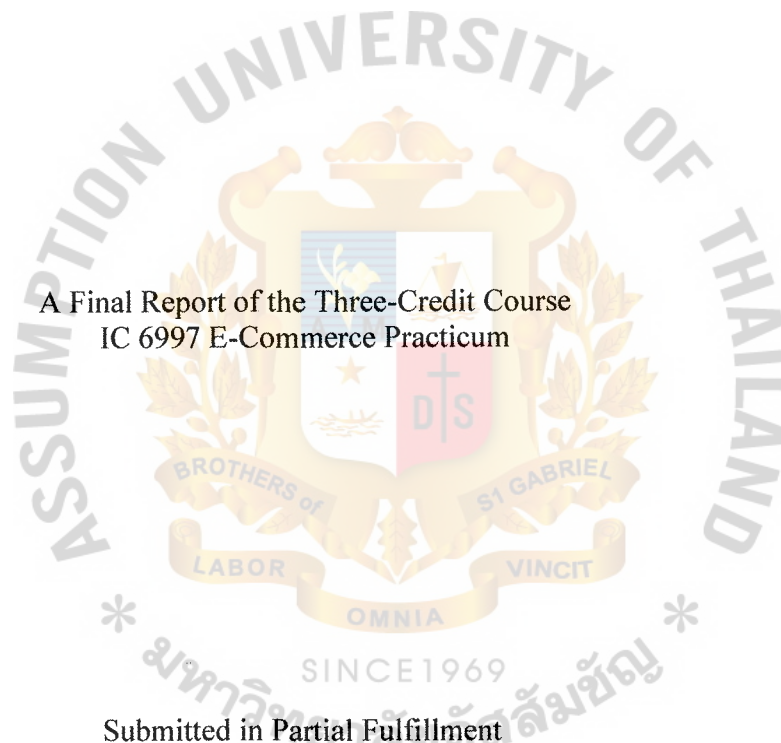 ASSUMPTION UNIVERSITY OF THAILAND
A Final Report of the Three-Credit Course
IC 6997 E-Commerce Practicum
D S
BROTHERS of
ST GABRIEL
LABOR
VINCIT
OMNIA
SINCE1969
Submitted in Partial Fulfillment